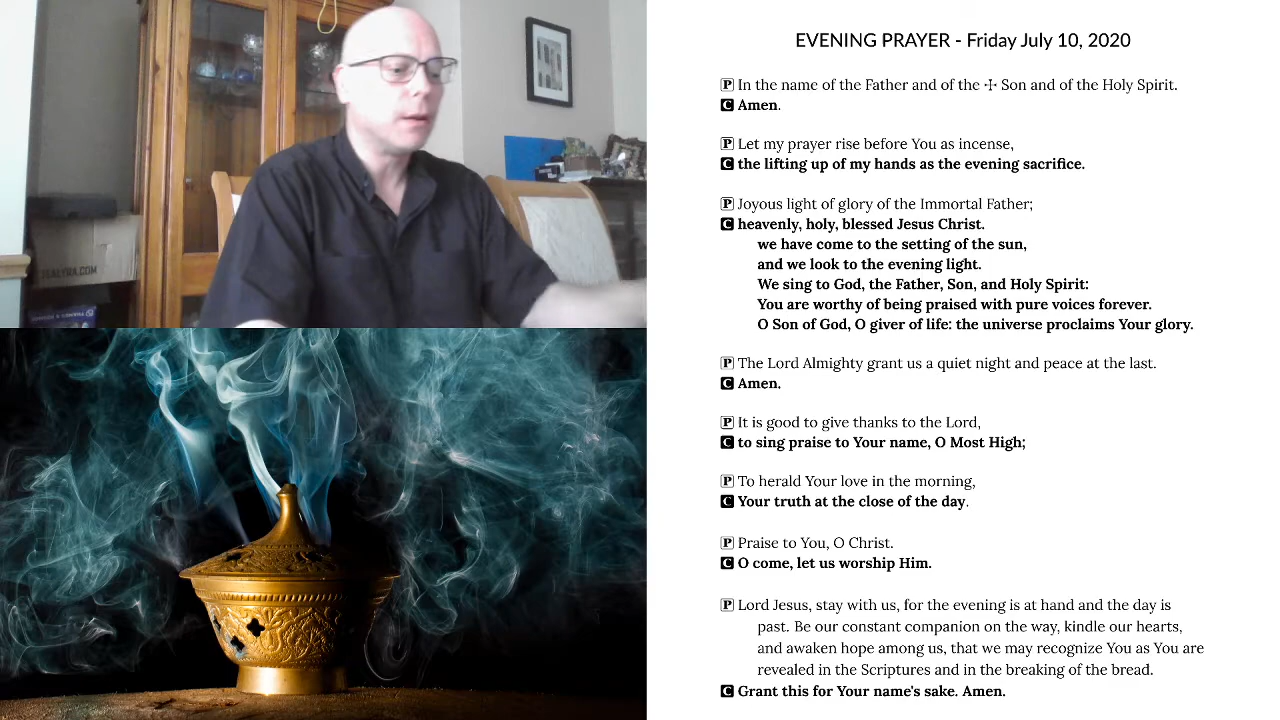 EVENING PRAYER - Friday July 10, 2020
P In the name of the Father and of the ☩ Son and of the Holy Spirit.
C Amen.
P Let my prayer rise before You as incense,
C the lifting up of my hands as the evening sacrifice.
P Joyous light of glory of the Immortal Father;
C heavenly, holy, blessed Jesus Christ.
we have come to the setting of the sun,
and we look to the evening light.
We sing to God, the Father, Son, and Holy Spirit:
You are worthy of being praised with pure voices forever.
O Son of God, O giver of life: the universe proclaims Your glory.
P The Lord Almighty grant us a quiet night and peace at the last.
C Amen.
P It is good to give thanks to the Lord,
C to sing praise to Your name, O Most High;
P To herald Your love in the morning,
C Your truth at the close of the day.
P Praise to You, O Christ.
C O come, let us worship Him.
P Lord Jesus, stay with us, for the evening is at hand and the day is
past. Be our constant companion on the way, kindle our hearts,
and awaken hope among us, that we may recognize You as You are
revealed in the Scriptures and in the breaking of the bread.
C Grant this for Your name's sake. Amen.